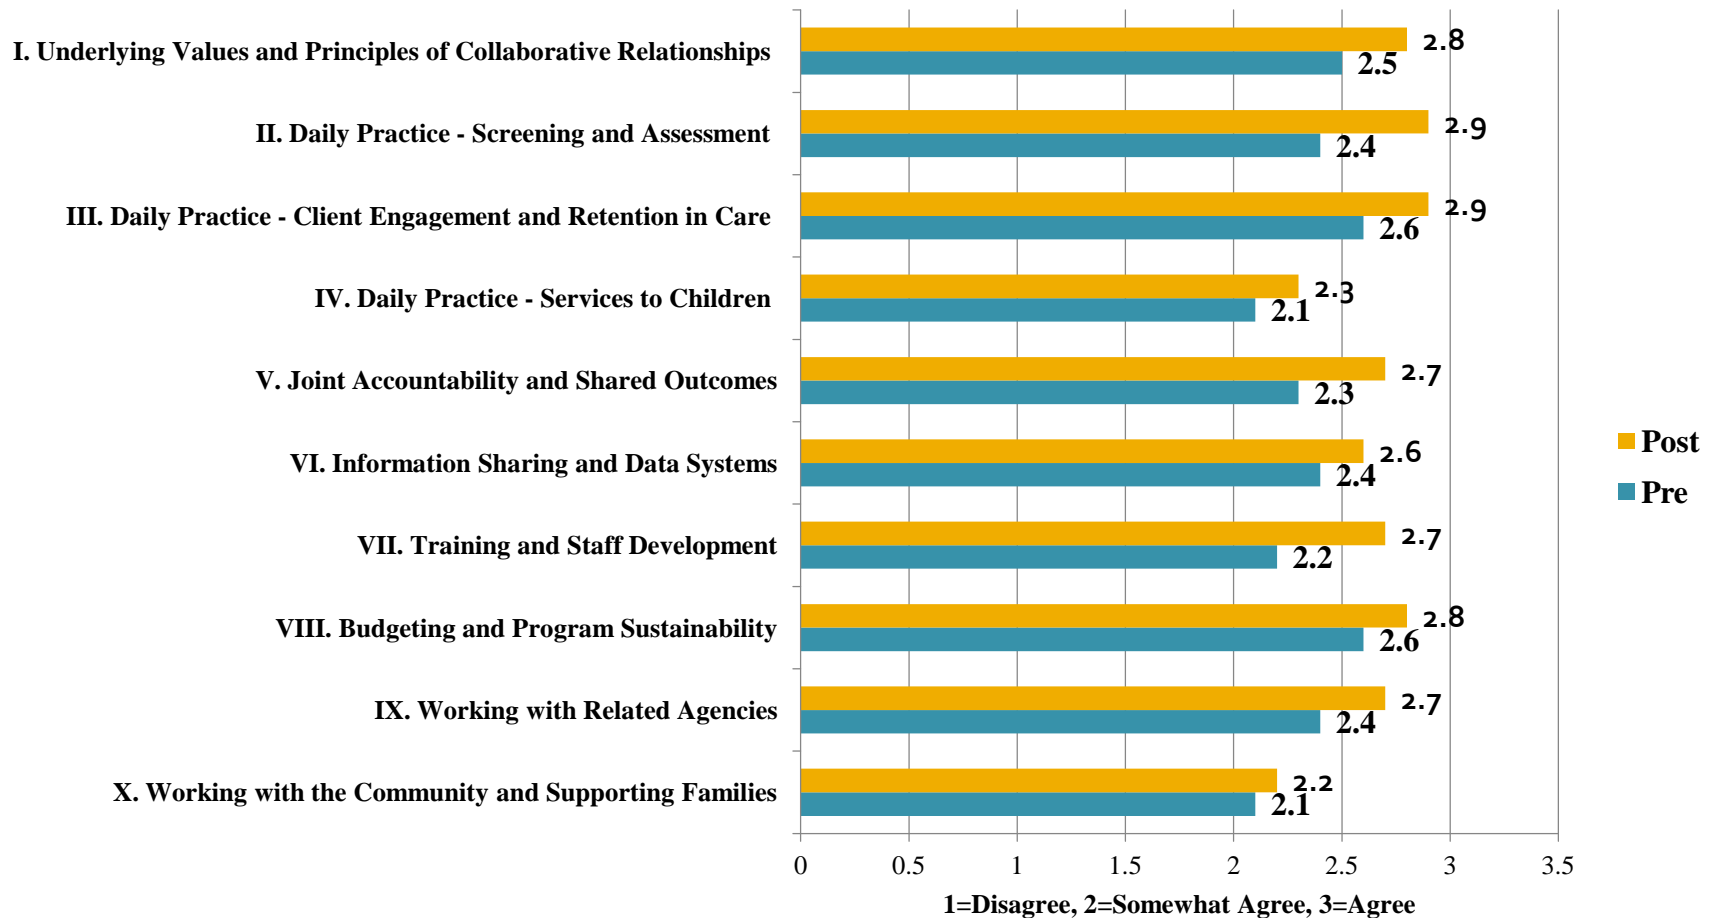 I. Underlying Values and Principles of Collaborative Relationships
2.8
2.5
II. Daily Practice - Screening and Assessment
2.9
2.4
III. Daily Practice - Client Engagement and Retention in Care
2.9
2.6
IV. Daily Practice - Services to Children
2.3
2.1
V. Joint Accountability and Shared Outcomes
2.7
2.3
VI. Information Sharing and Data Systems
2.6
2.4
VII. Training and Staff Development
2.7
2.2
VIII. Budgeting and Program Sustainability
2.8
2.6
IX. Working with Related Agencies
2.7
2.4
X. Working with the Community and Supporting Families
2.2
2.1
Post
Pre
0 0.5 1 1.5 2 2.5 3 3.5
1=Disagree, 2=Somewhat Agree, 3=Agree